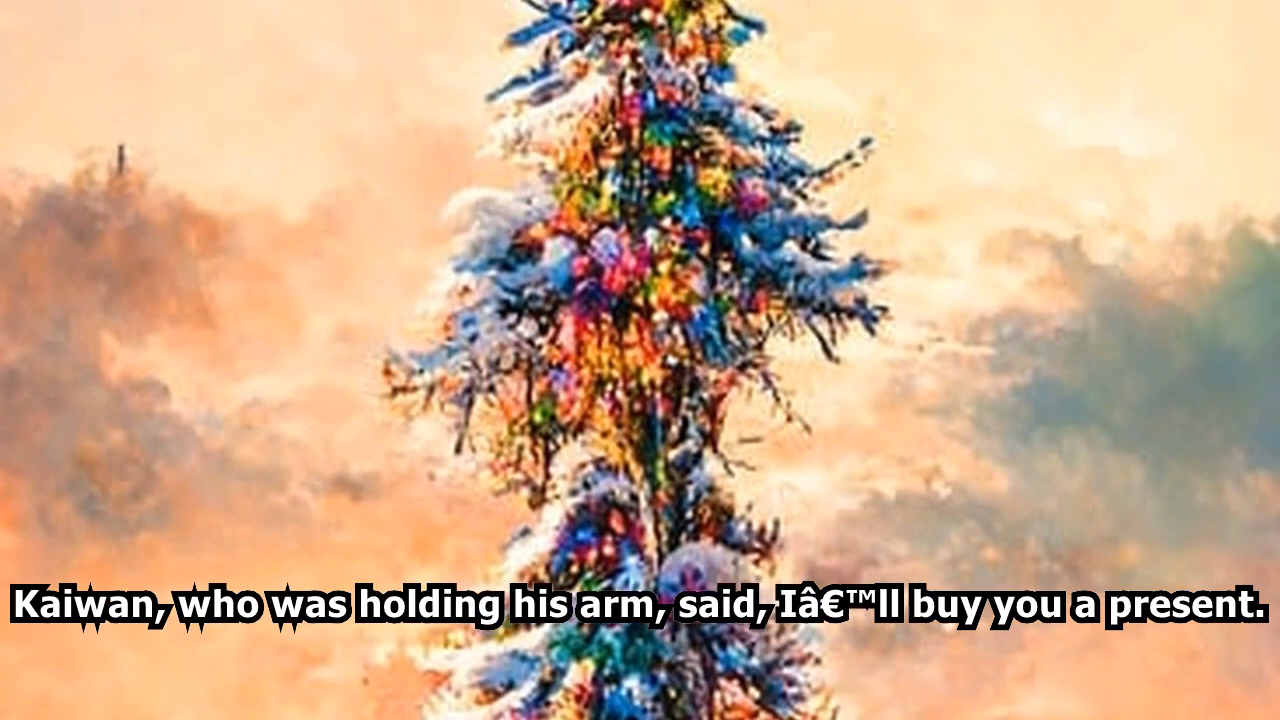 Kaiwan, who was holding his arm, said, Iâ€™ll buy you a present.